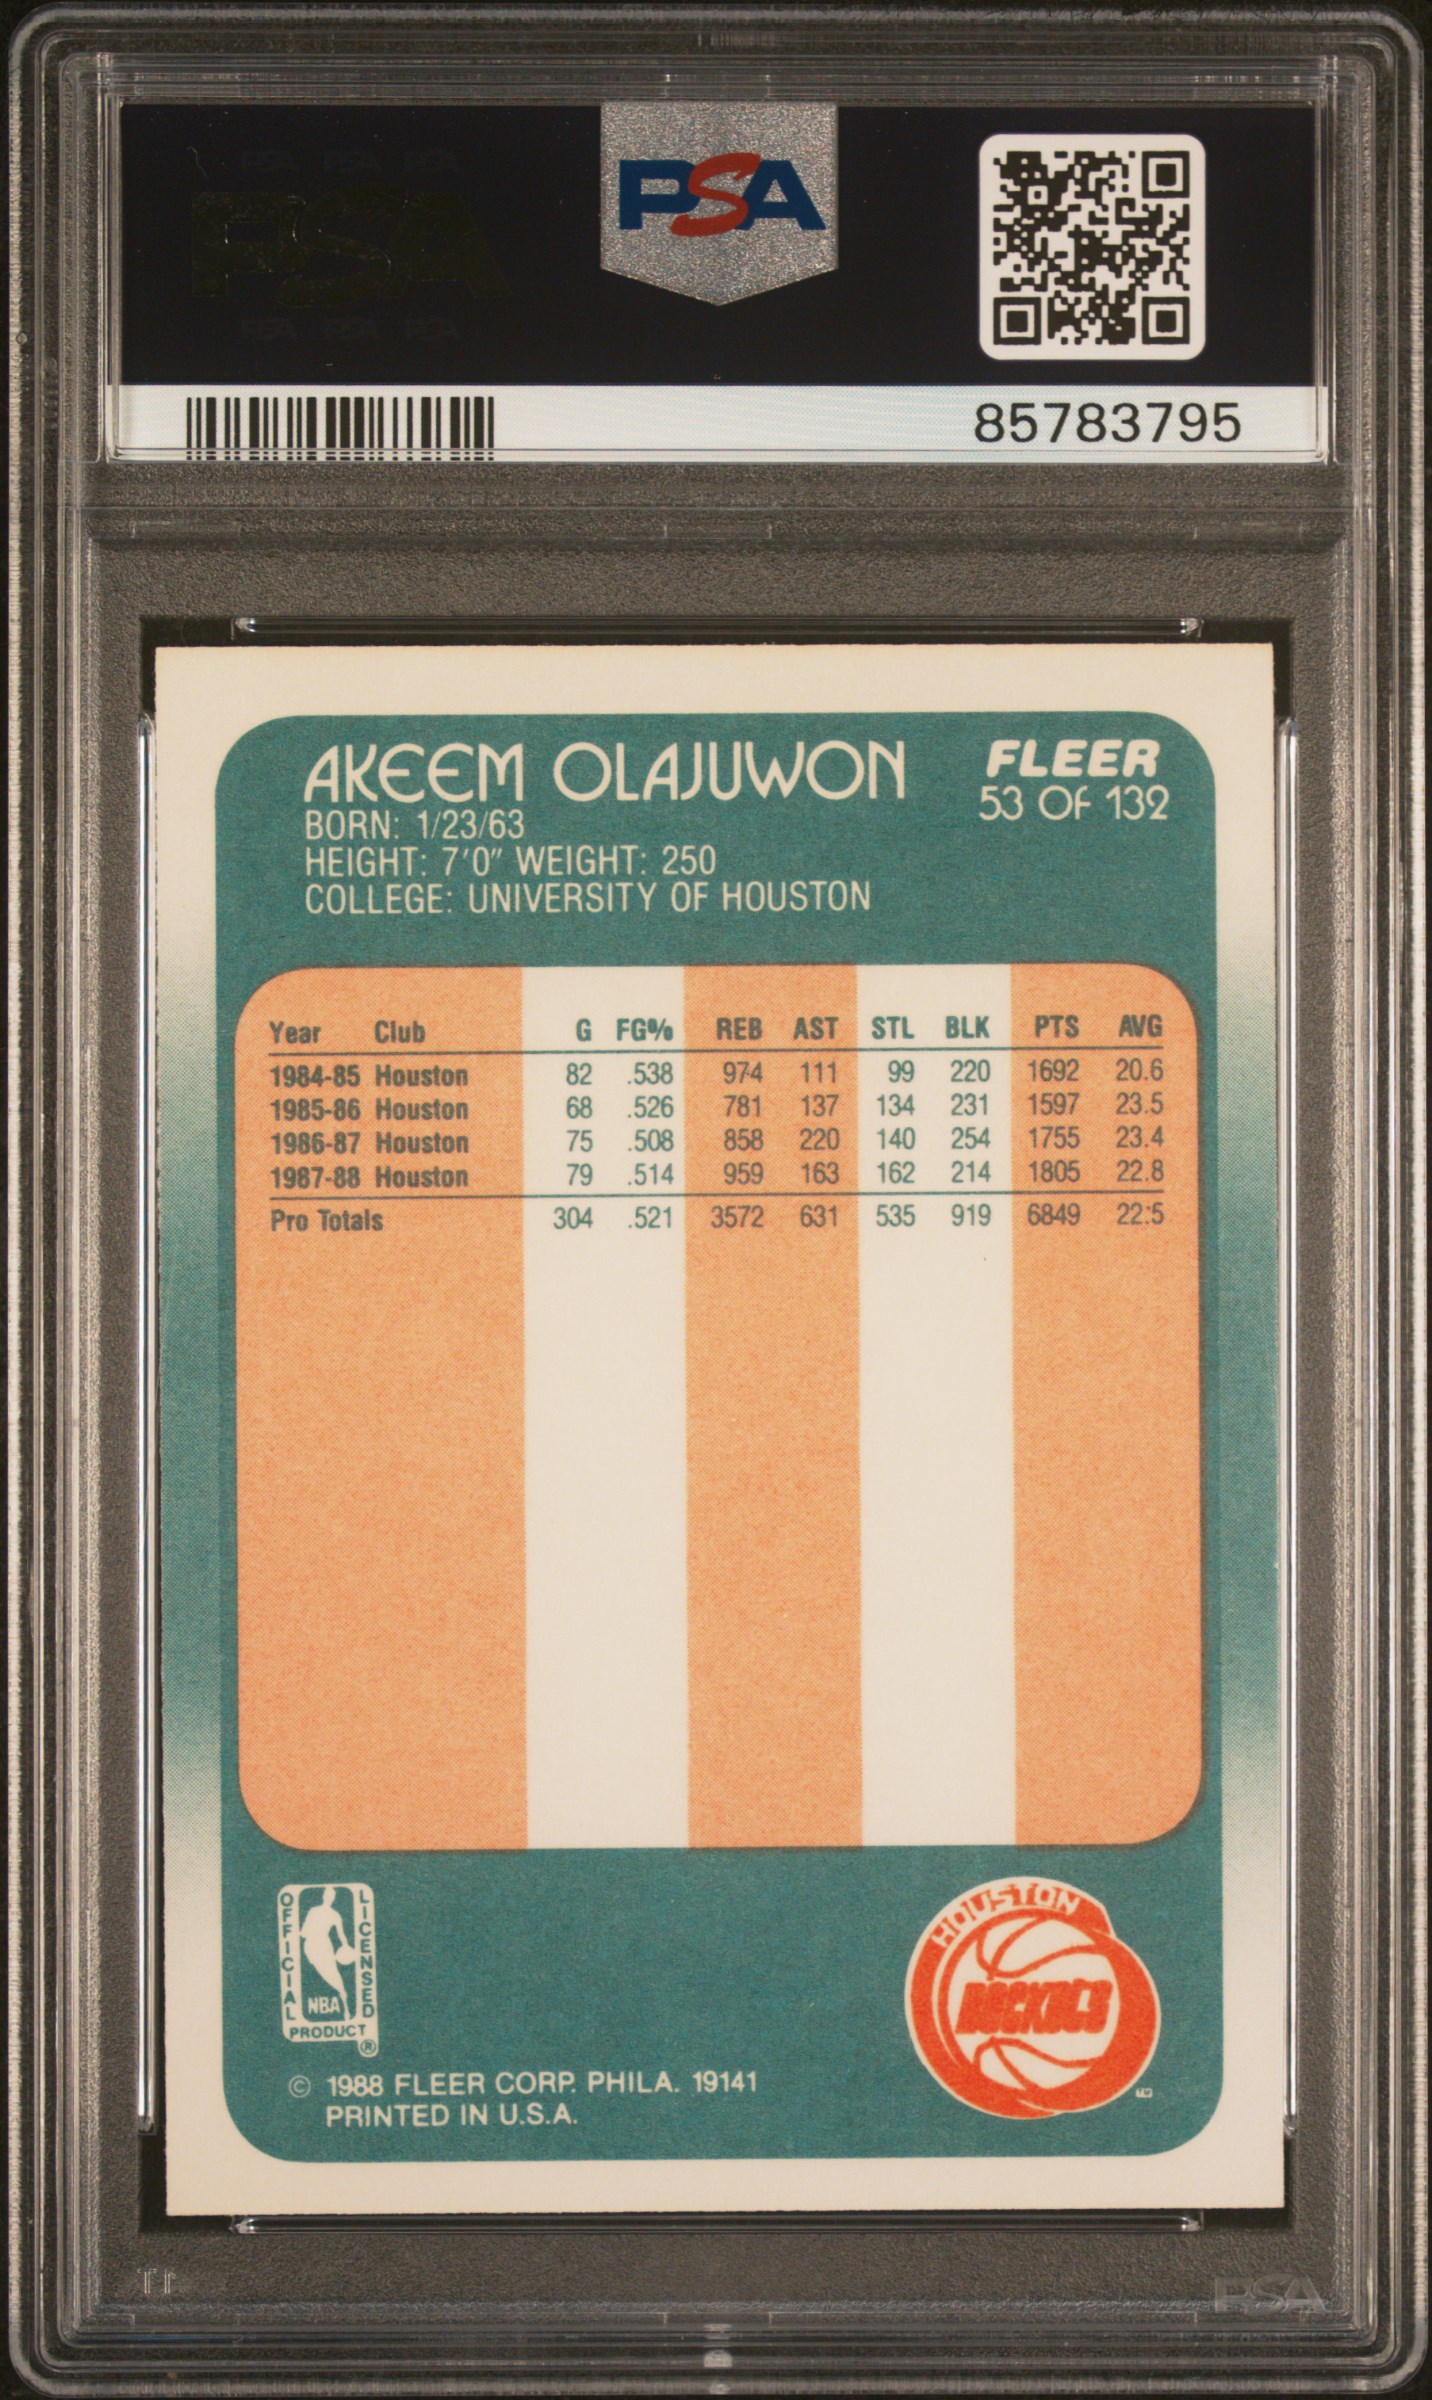 PSA
85783795
AKEEM OLAJUWON
FLEER
53 OF 132
BORN: 1/23/63
HEIGHT: 7'0" WEIGHT: 250
COLLEGE: UNIVERSITY OF HOUSTON
Year Club G FG% REB AST STL BLK PTS AVG
1984-85 Houston 82 .538 974 111 99 220 1692 20.6
1985-86 Houston 68 .526 781 137 134 231 1597 23.5
1986-87 Houston 75 .508 858 220 140 254 1755 23.4
1987-88 Houston 79 .514 959 163 162 214 1805 22.8
Pro Totals 304 .521 3572 631 535 919 6849 22.5
OFFICIAL LICENSED
NBA
PRODUCT ®
HOUSTON
ROCKETS
TM
© 1988 FLEER CORP. PHILA. 19141
PRINTED IN U.S.A.
PSA